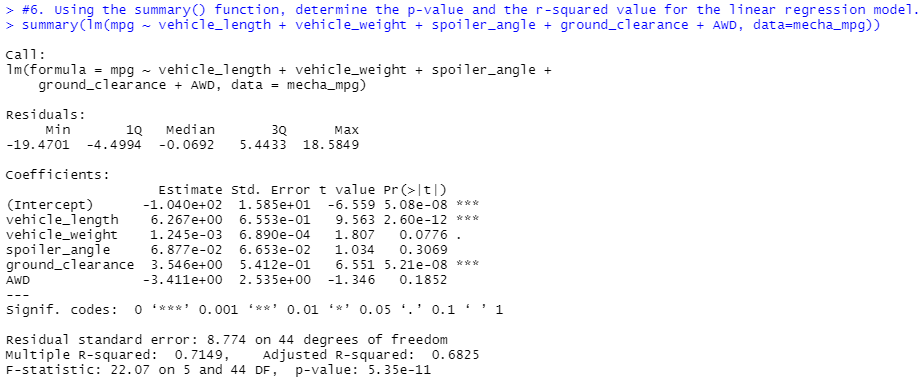 > #6. Using the summary() function, determine the p-value and the r-squared value for the linear regression model.
> summary(lm(mpg ~ vehicle_length + vehicle_weight + spoiler_angle + ground_clearance + AWD, data=mecha_mpg))
Call:
lm(formula = mpg ~ vehicle_length + vehicle_weight + spoiler_angle +
    ground_clearance + AWD, data = mecha_mpg)
Residuals:
     Min       1Q   Median       3Q      Max
-19.4701  -4.4994  -0.0692   5.4433  18.5849
Coefficients:
                   Estimate Std. Error t value Pr(>|t|)
(Intercept)      -1.040e+02  1.585e+01  -6.559 5.08e-08 ***
vehicle_length    6.267e+00  6.553e-01   9.563 2.60e-12 ***
vehicle_weight    1.245e-03  6.890e-04   1.807   0.0776 .
spoiler_angle     6.877e-02  6.653e-02   1.034   0.3069
ground_clearance  3.546e+00  5.412e-01   6.551 5.21e-08 ***
AWD              -3.411e+00  2.535e+00  -1.346   0.1852
---
Signif. codes:  0 ‘***’ 0.001 ‘**’ 0.01 ‘*’ 0.05 ‘.’ 0.1 ‘ ’ 1
Residual standard error: 8.774 on 44 degrees of freedom
Multiple R-squared:  0.7149,    Adjusted R-squared:  0.6825
F-statistic: 22.07 on 5 and 44 DF,  p-value: 5.35e-11